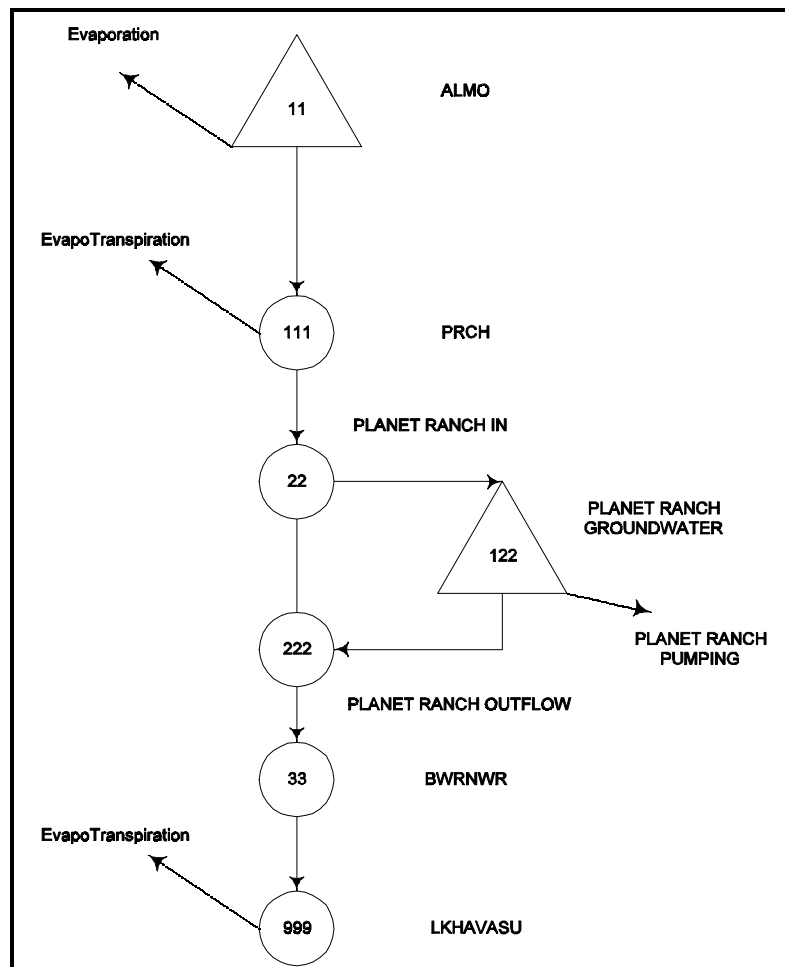 Evaporation
11
ALMO
EvapoTranspiration
111
PRCH
PLANET RANCH IN
22
PLANET RANCH
GROUNDWATER
122
222
PLANET RANCH
PUMPING
PLANET RANCH OUTFLOW
33
BWRNWR
EvapoTranspiration
999
LKHAVASU